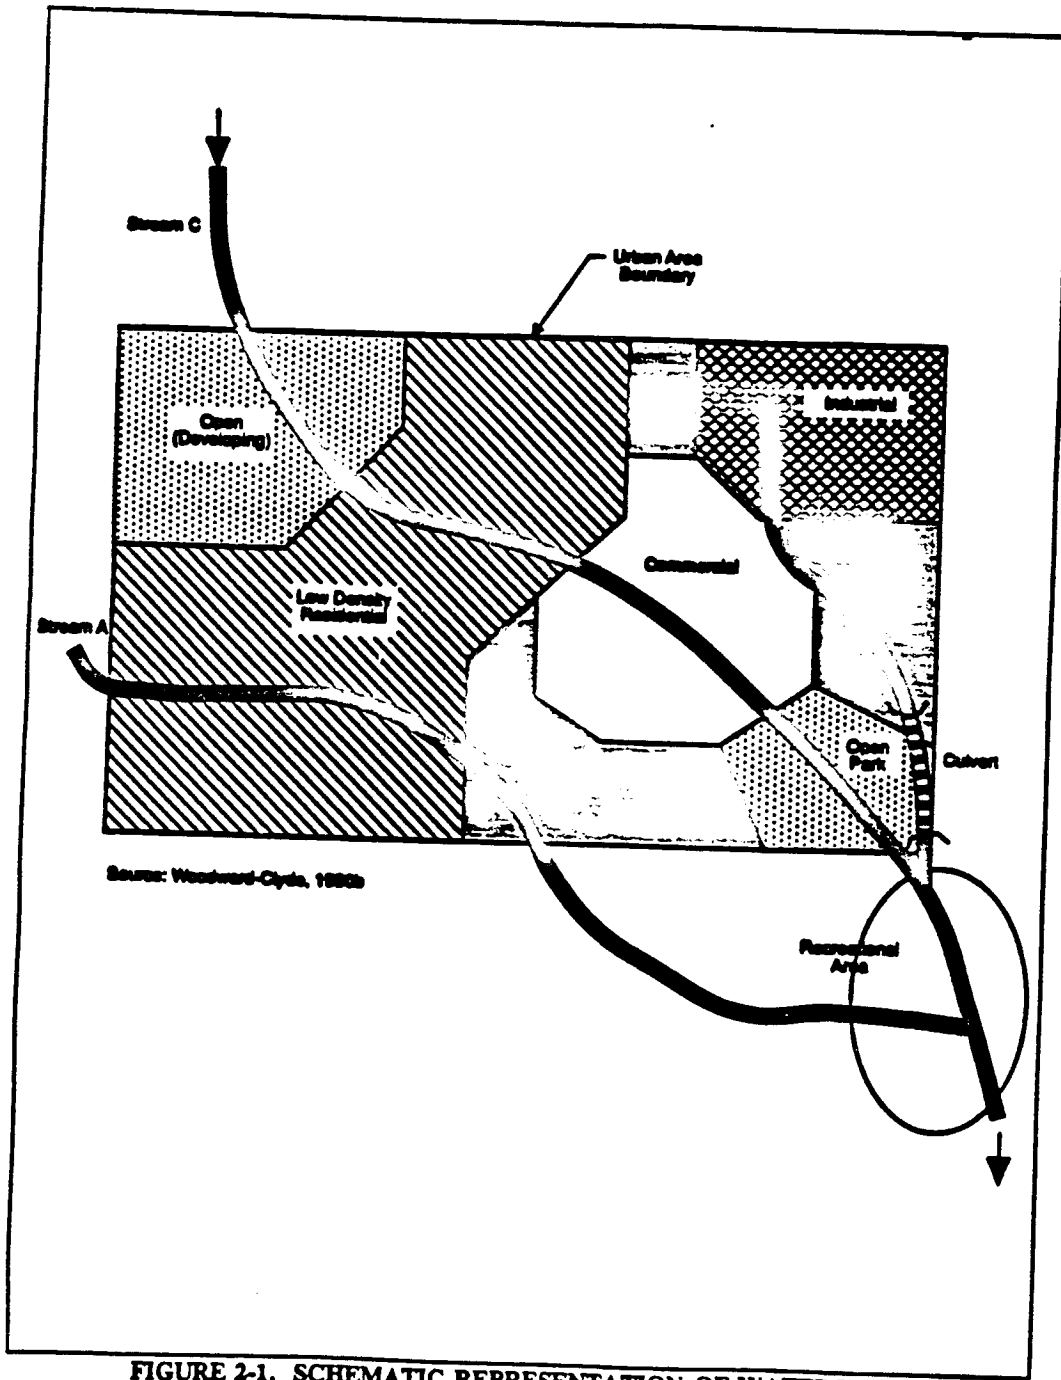 Stream C
Urban Area
Boundary
Industrial
Open
(Developing)
Commercial
Low Density
Residential
Stream A
Open
Park
Culvert
Source: Woodward-Clyde, 1990b
Recreational
Area
FIGURE 2-1. SCHEMATIC REPRESENTATION OF